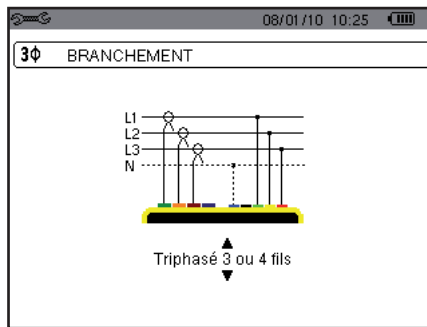 08/01/10 10:25
3ϕ BRANCHEMENT
L1
L2
L3
N
Triphasé 3 ou 4 fils